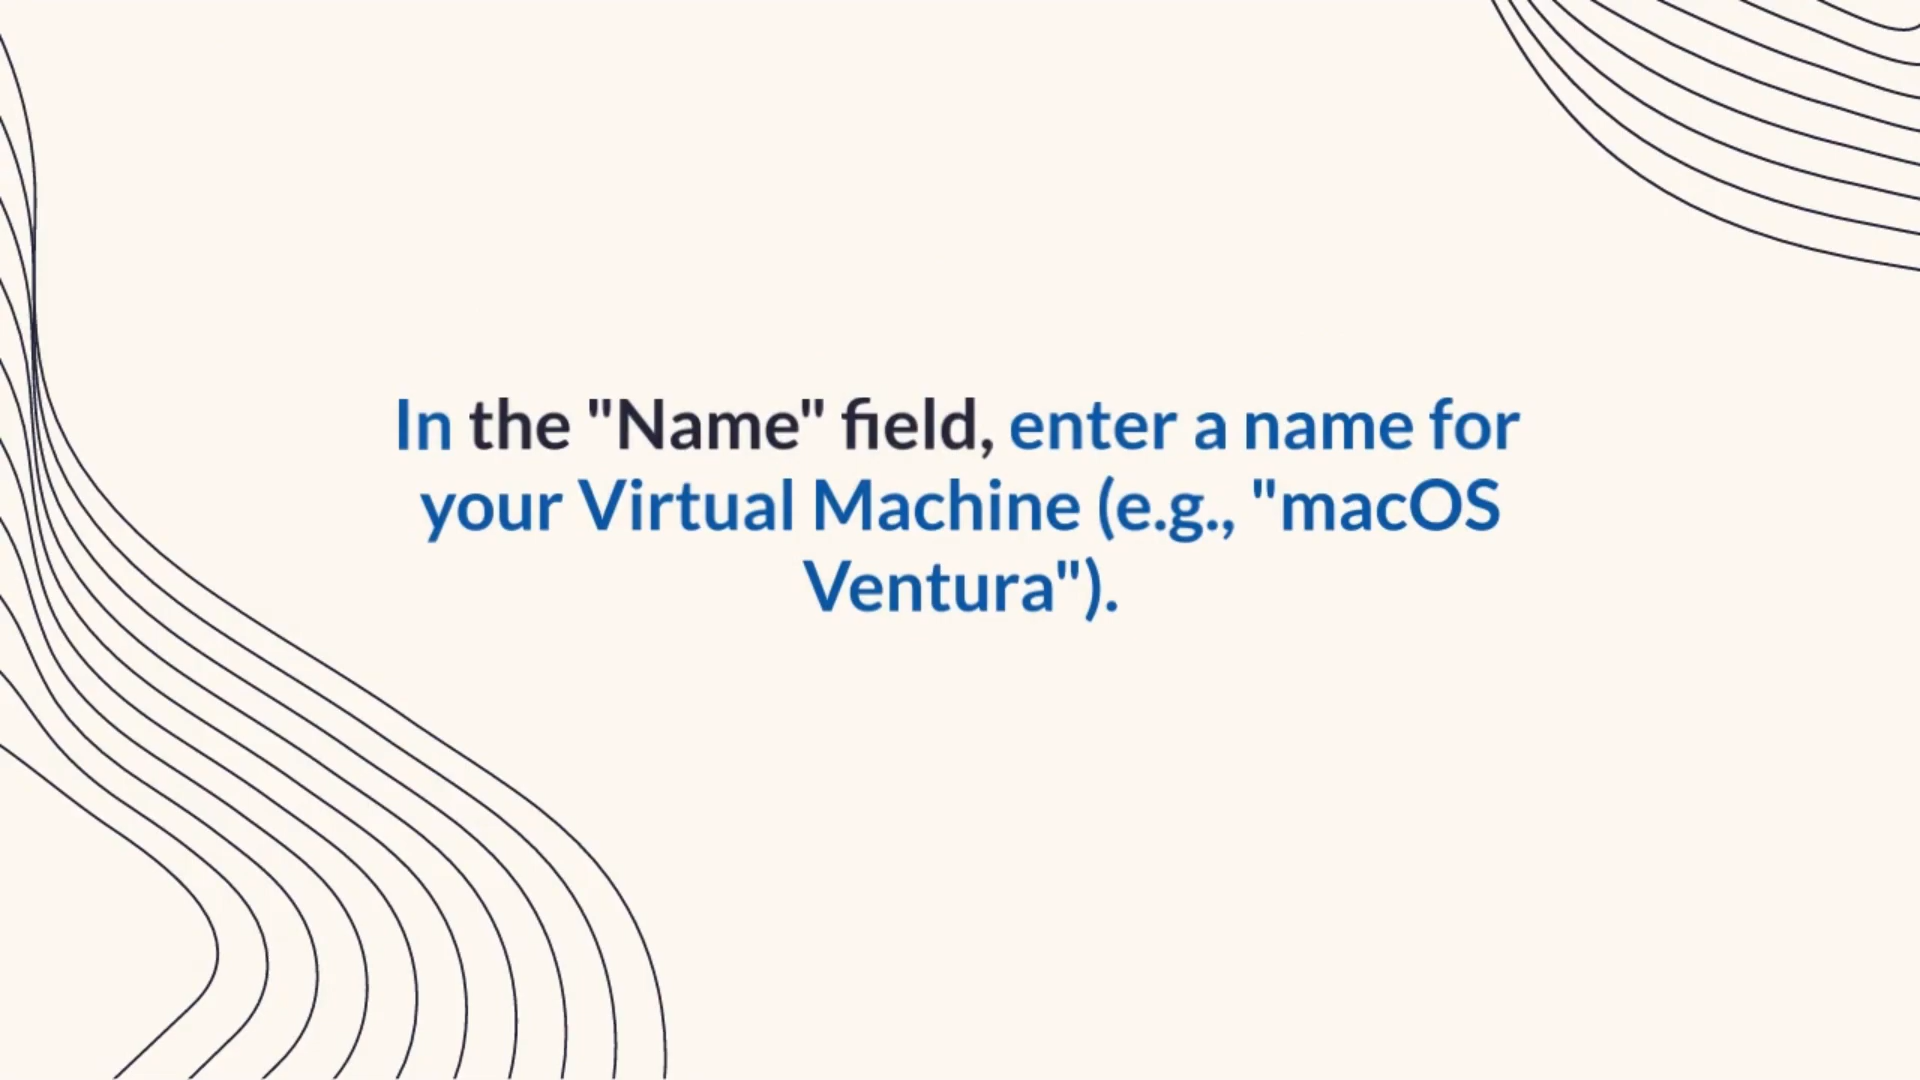 In the "Name" field, enter a name for
your Virtual Machine (e.g., "macOS
Ventura").